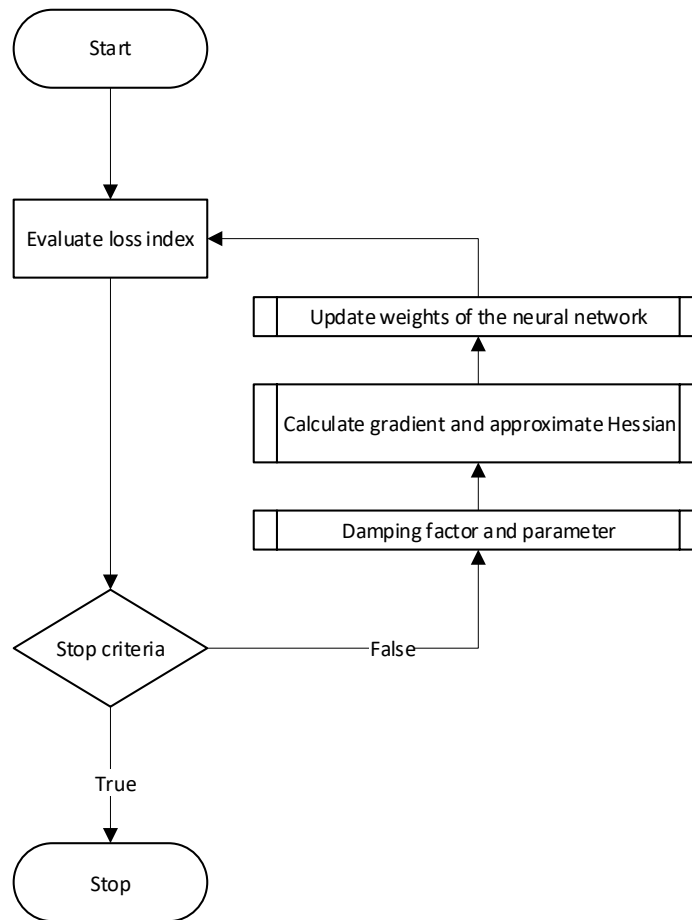 Start
Evaluate loss index
Update weights of the neural network
Calculate gradient and approximate Hessian
Damping factor and parameter
Stop criteria
False
True
Stop